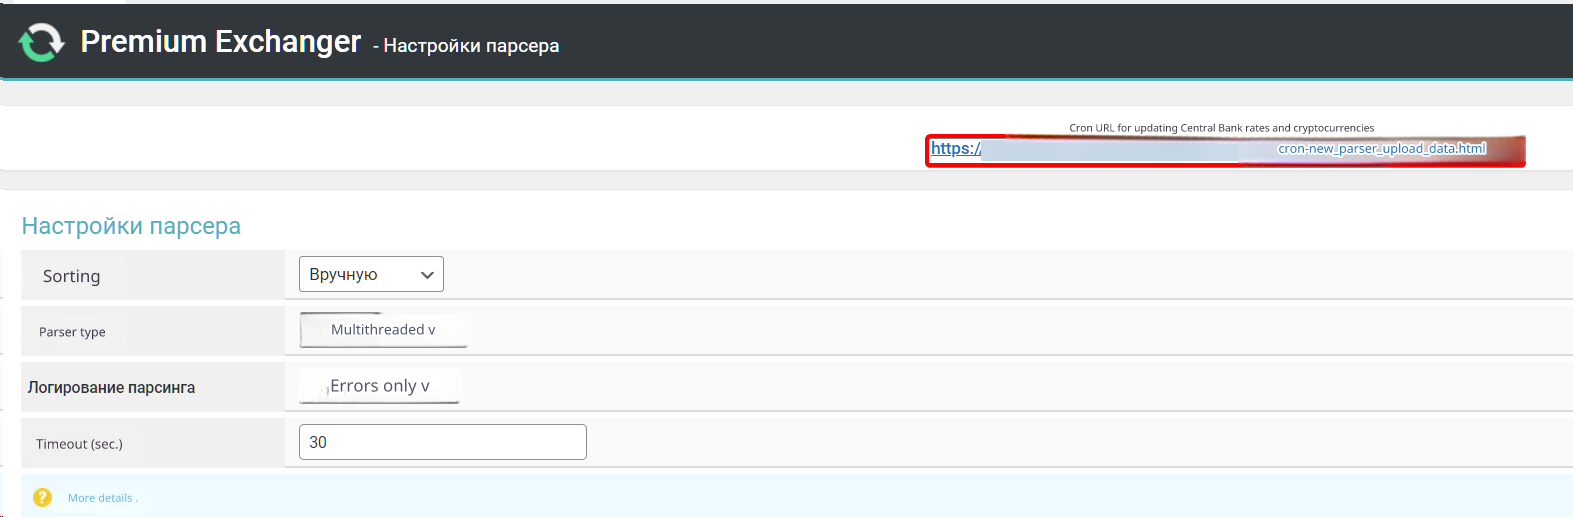 Premium Exchanger - Настройки парсера
Cron URL for updating Central Bank rates and cryptocurrencies
https:// cron-new_parser_upload_data.html
Настройки парсера
Sorting Вручную
Parser type Multithreaded v
Логирование парсинга Errors only v
Timeout (sec.) 30
? More details .